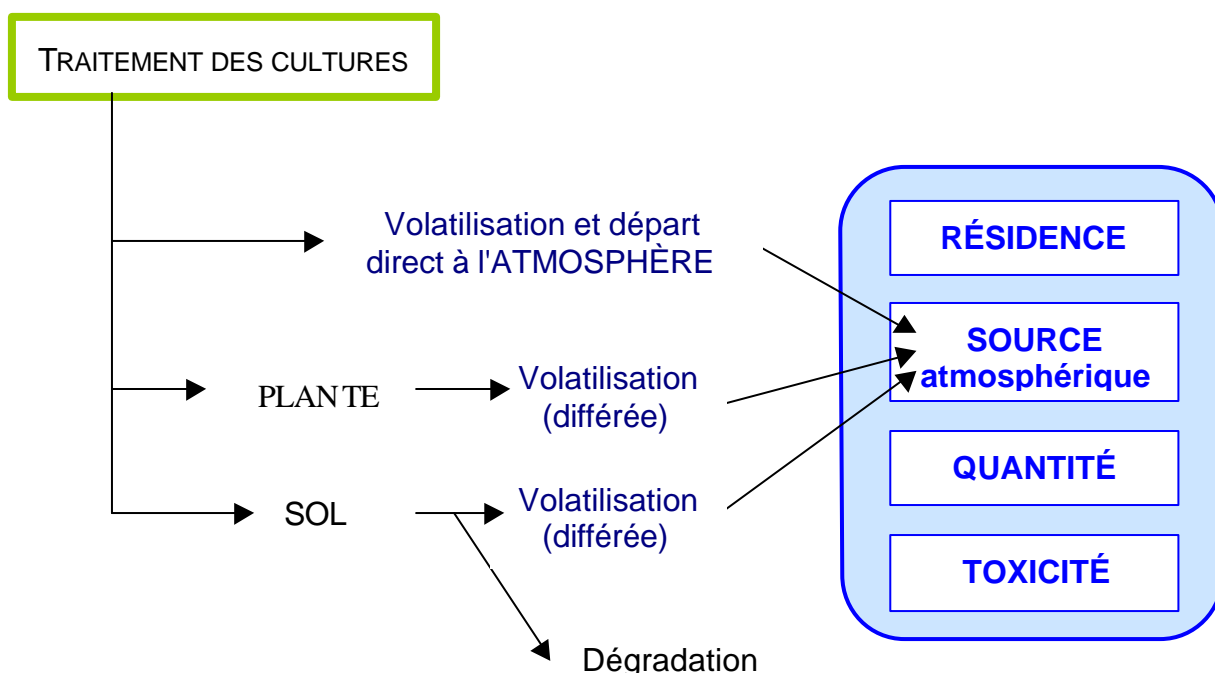 TRAITEMENT DES CULTURES
Volatilisation et départ
direct à l'ATMOSPHÈRE
PLANTE
Volatilisation
(différée)
SOL
Volatilisation
(différée)
Dégradation
RÉSIDENCE
SOURCE
atmosphérique
QUANTITÉ
TOXICITÉ